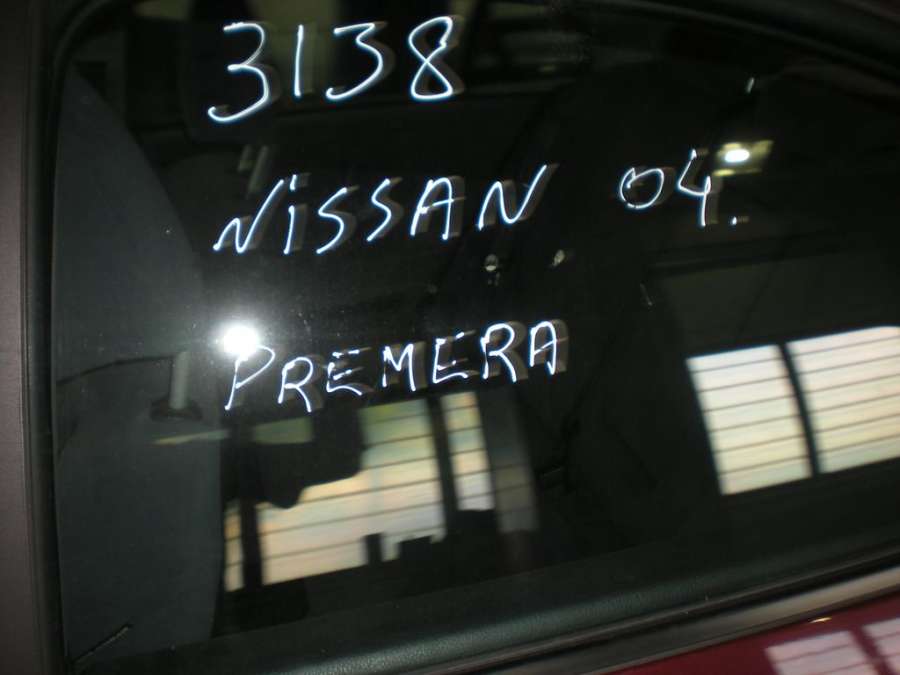 3138
NiSSAN 04.
PREMERA